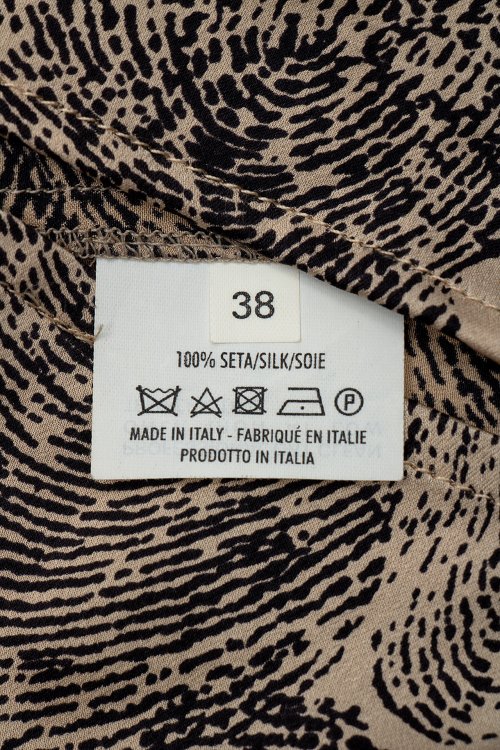 38
100% SETA/SILK/SOIE
P
MADE IN ITALY - FABRIQUÉ EN ITALIE
PRODOTTO IN ITALIA